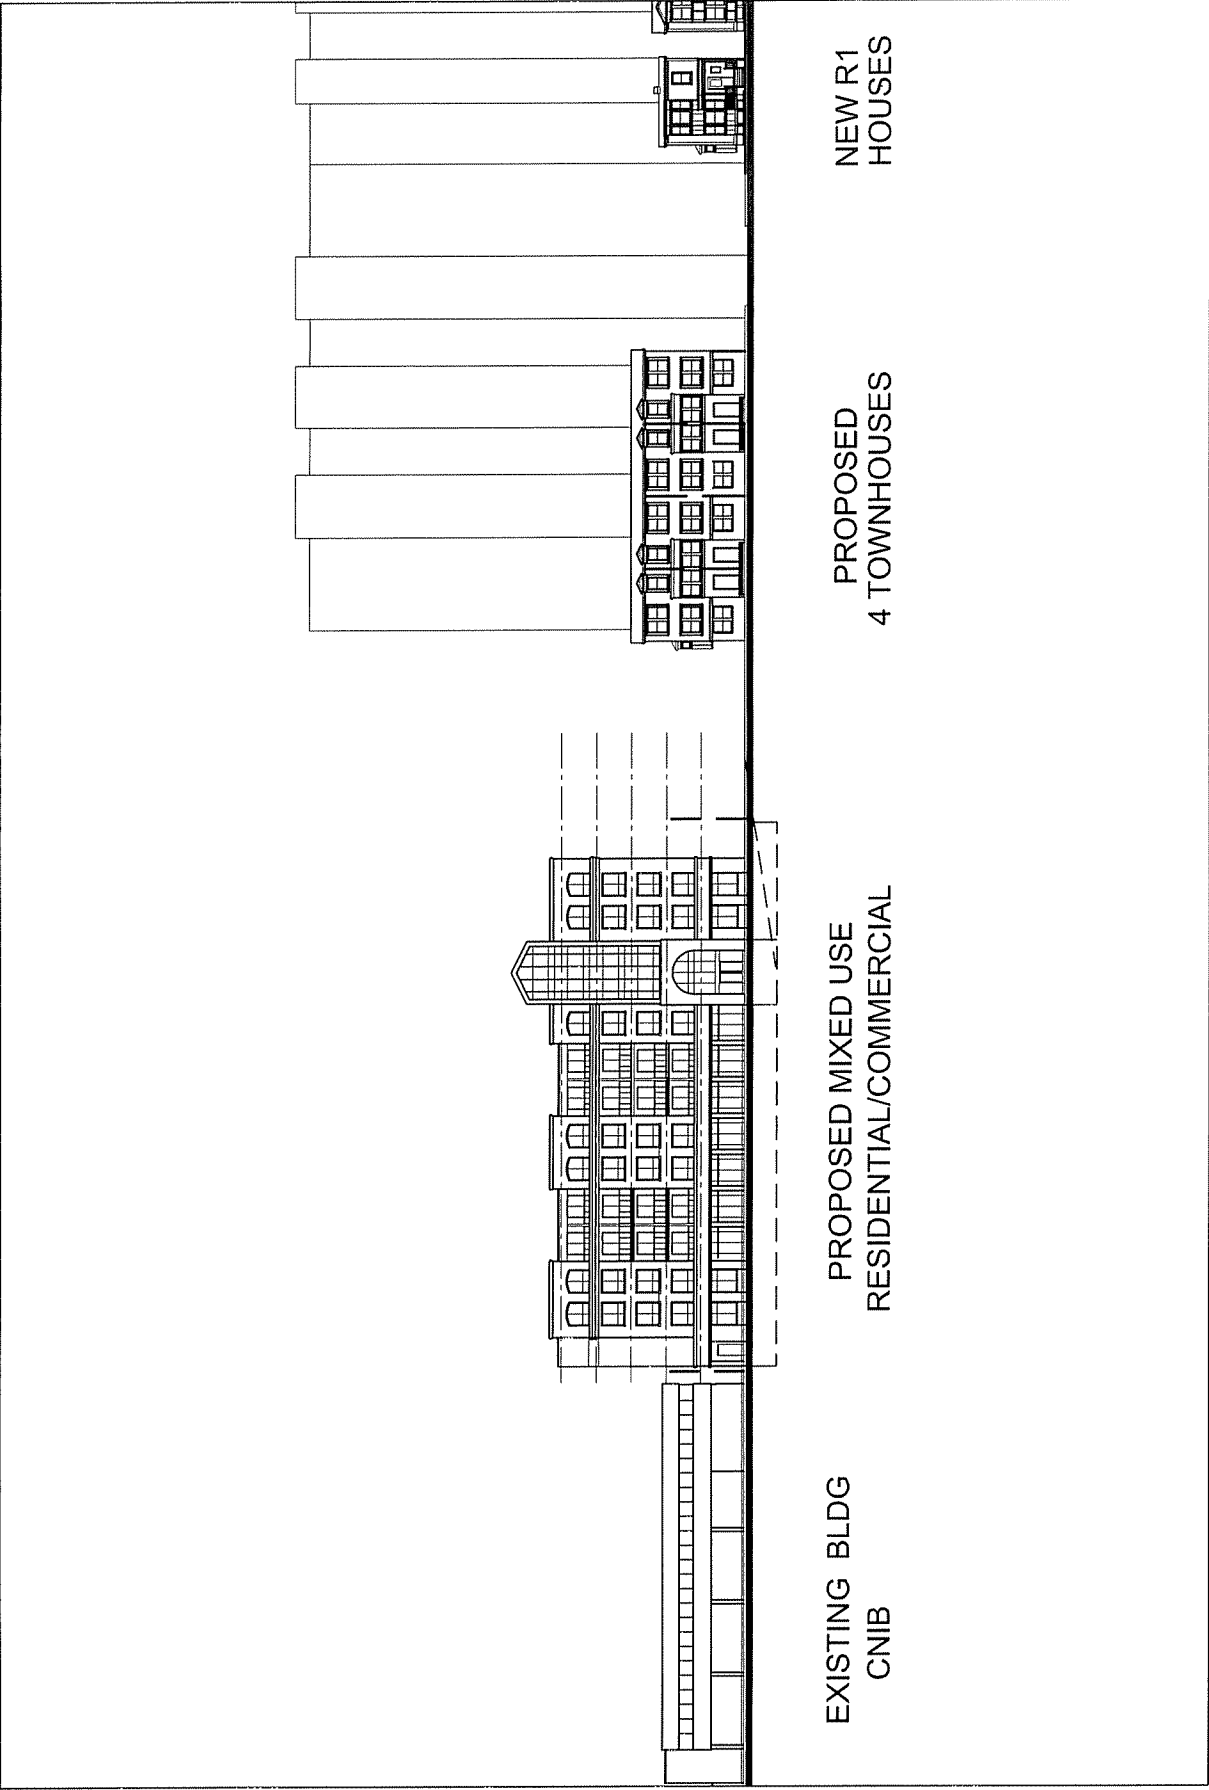 EXISTING BLDG
CNIB
PROPOSED MIXED USE
RESIDENTIAL/COMMERCIAL
PROPOSED
4 TOWNHOUSES
NEW R1
HOUSES